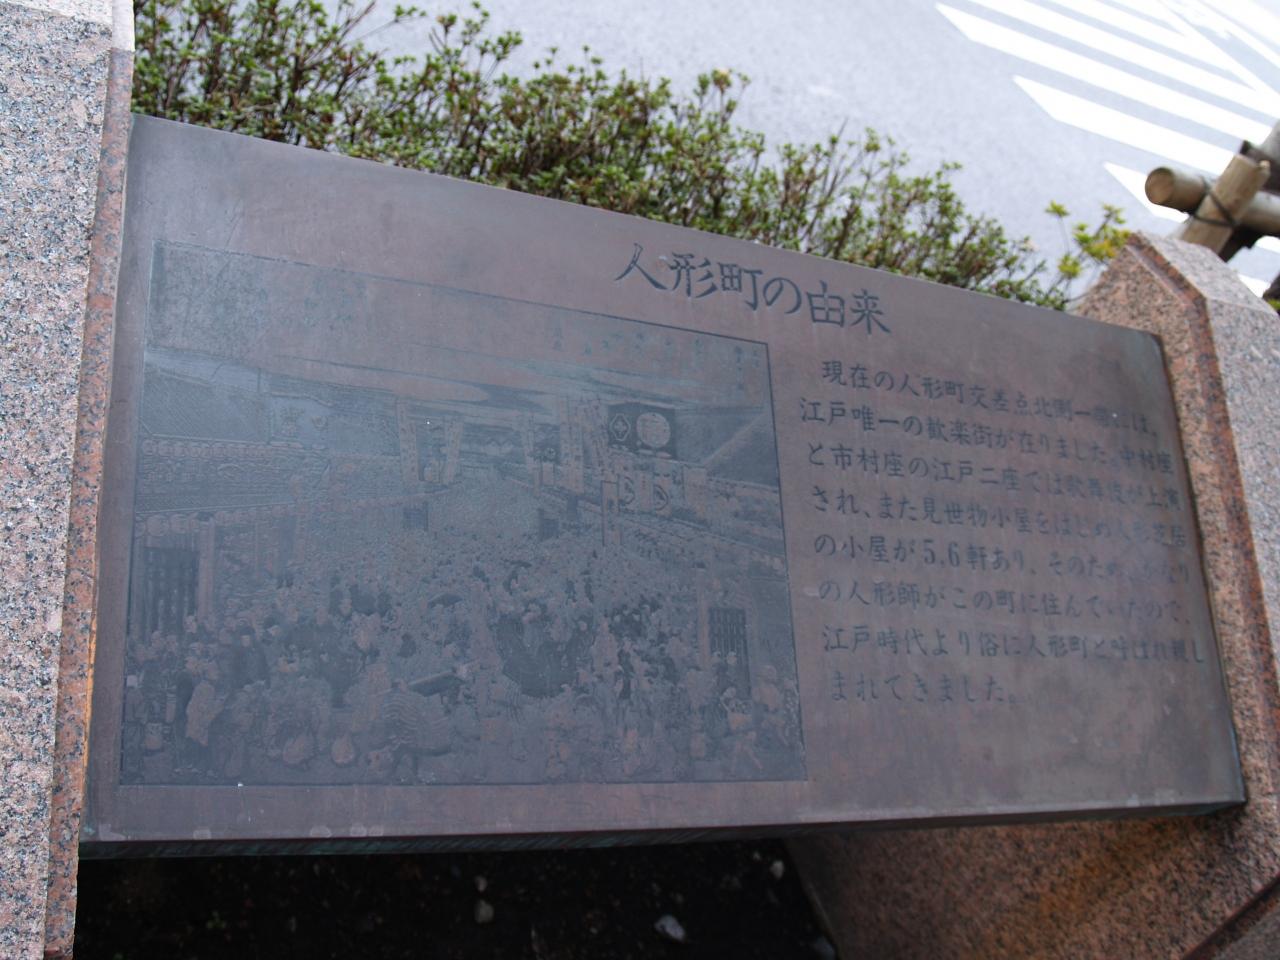 人形町の由来
現在の人形町交差点北側一帯には、
江戸唯一の歓楽街が在りました。中村座
と市村座の江戸二座では歌舞伎が上演
され、また見世物小屋をはじめ人形芝居
の小屋が5.6軒あり、そのため、かなり
の人形師がこの町に住んでいたので、
江戸時代より俗に人形町と呼ばれ親し
まれてきました。